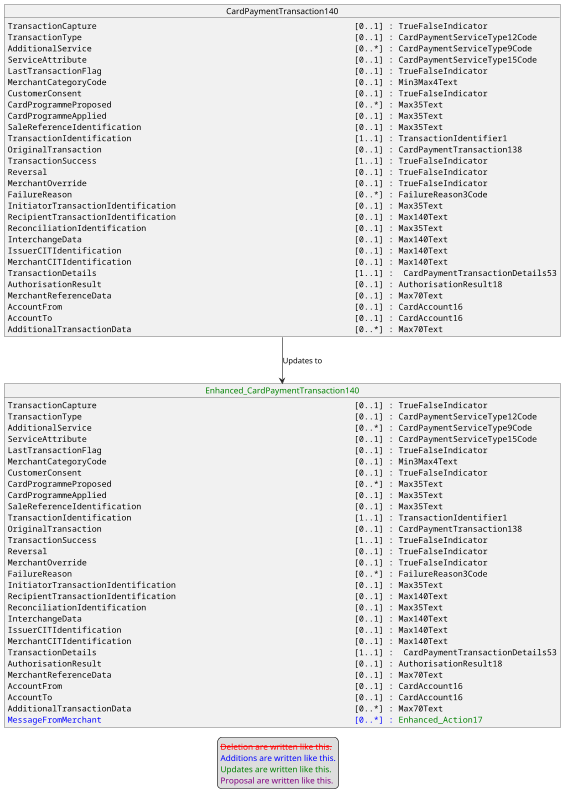 CardPaymentTransaction140
TransactionCapture [0..1] : TrueFalseIndicator
TransactionType [0..1] : CardPaymentServiceType12Code
AdditionalService [0..*] : CardPaymentServiceType9Code
ServiceAttribute [0..1] : CardPaymentServiceType15Code
LastTransactionFlag [0..1] : TrueFalseIndicator
MerchantCategoryCode [0..1] : Min3Max4Text
CustomerConsent [0..1] : TrueFalseIndicator
CardProgrammeProposed [0..*] : Max35Text
CardProgrammeApplied [0..1] : Max35Text
SaleReferenceIdentification [0..1] : Max35Text
TransactionIdentification [1..1] : TransactionIdentifier1
OriginalTransaction [0..1] : CardPaymentTransaction138
TransactionSuccess [1..1] : TrueFalseIndicator
Reversal [0..1] : TrueFalseIndicator
MerchantOverride [0..1] : TrueFalseIndicator
FailureReason [0..*] : FailureReason3Code
InitiatorTransactionIdentification [0..1] : Max35Text
RecipientTransactionIdentification [0..1] : Max140Text
ReconciliationIdentification [0..1] : Max35Text
InterchangeData [0..1] : Max140Text
IssuerCITIdentification [0..1] : Max140Text
MerchantCITIdentification [0..1] : Max140Text
TransactionDetails [1..1] : CardPaymentTransactionDetails53
AuthorisationResult [0..1] : AuthorisationResult18
MerchantReferenceData [0..1] : Max70Text
AccountFrom [0..1] : CardAccount16
AccountTo [0..1] : CardAccount16
AdditionalTransactionData [0..*] : Max70Text
Updates to
Enhanced_CardPaymentTransaction140
TransactionCapture [0..1] : TrueFalseIndicator
TransactionType [0..1] : CardPaymentServiceType12Code
AdditionalService [0..*] : CardPaymentServiceType9Code
ServiceAttribute [0..1] : CardPaymentServiceType15Code
LastTransactionFlag [0..1] : TrueFalseIndicator
MerchantCategoryCode [0..1] : Min3Max4Text
CustomerConsent [0..1] : TrueFalseIndicator
CardProgrammeProposed [0..*] : Max35Text
CardProgrammeApplied [0..1] : Max35Text
SaleReferenceIdentification [0..1] : Max35Text
TransactionIdentification [1..1] : TransactionIdentifier1
OriginalTransaction [0..1] : CardPaymentTransaction138
TransactionSuccess [1..1] : TrueFalseIndicator
Reversal [0..1] : TrueFalseIndicator
MerchantOverride [0..1] : TrueFalseIndicator
FailureReason [0..*] : FailureReason3Code
InitiatorTransactionIdentification [0..1] : Max35Text
RecipientTransactionIdentification [0..1] : Max140Text
ReconciliationIdentification [0..1] : Max35Text
InterchangeData [0..1] : Max140Text
IssuerCITIdentification [0..1] : Max140Text
MerchantCITIdentification [0..1] : Max140Text
TransactionDetails [1..1] : CardPaymentTransactionDetails53
AuthorisationResult [0..1] : AuthorisationResult18
MerchantReferenceData [0..1] : Max70Text
AccountFrom [0..1] : CardAccount16
AccountTo [0..1] : CardAccount16
AdditionalTransactionData [0..*] : Max70Text
MessageFromMerchant [0..*] : Enhanced_Action17
Deletion are written like this.
Additions are written like this.
Updates are written like this.
Proposal are written like this.